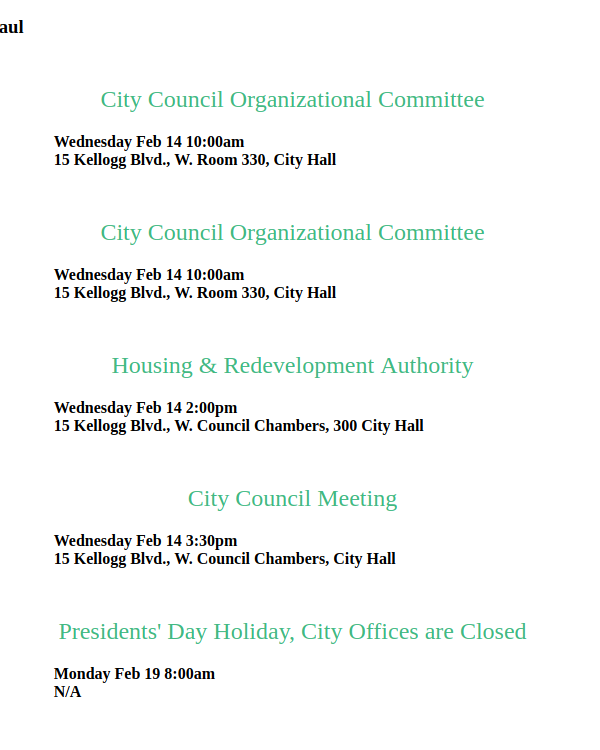 aul
City Council Organizational Committee
Wednesday Feb 14 10:00am
15 Kellogg Blvd., W. Room 330, City Hall
City Council Organizational Committee
Wednesday Feb 14 10:00am
15 Kellogg Blvd., W. Room 330, City Hall
Housing & Redevelopment Authority
Wednesday Feb 14 2:00pm
15 Kellogg Blvd., W. Council Chambers, 300 City Hall
City Council Meeting
Wednesday Feb 14 3:30pm
15 Kellogg Blvd., W. Council Chambers, City Hall
Presidents' Day Holiday, City Offices are Closed
Monday Feb 19 8:00am
N/A